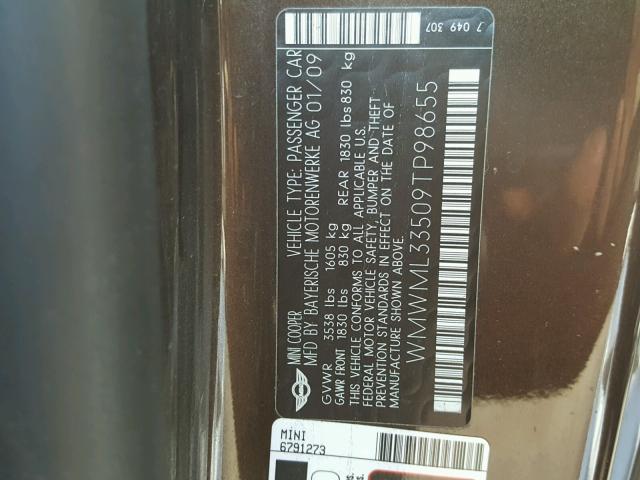 MINI COOPER VEHICLE TYPE: PASSENGER CAR
MFD BY BAYERISCHE MOTORENWERKE AG 01/09
GVWR 3538 lbs 1605 kg
GAWR FRONT 1830 lbs 830 kg REAR 1830 lbs 830 kg
THIS VEHICLE CONFORMS TO ALL APPLICABLE U.S.
FEDERAL MOTOR VEHICLE SAFETY, BUMPER AND THEFT
PREVENTION STANDARDS IN EFFECT ON THE DATE OF
MANUFACTURE SHOWN ABOVE.
WMWML33509TP98655
7 049 307
MINI
6791273